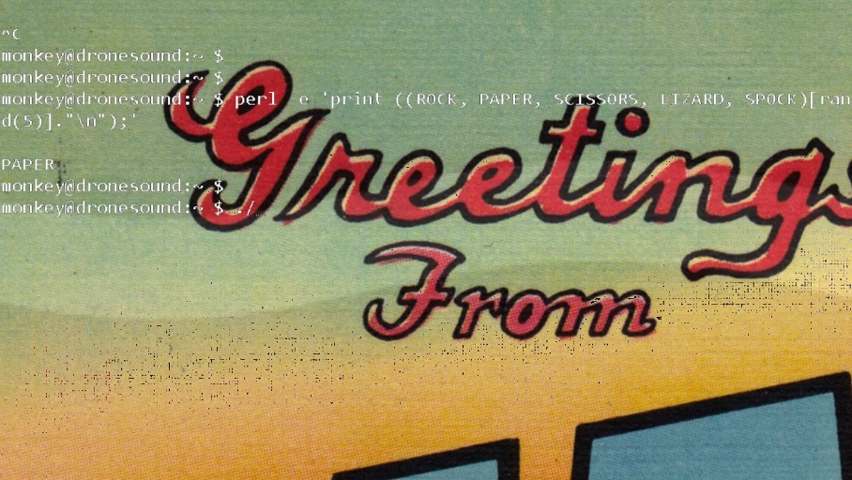 ^C
monkey@dronesound:~ $
monkey@dronesound:~ $
monkey@dronesound:~ $ perl -e 'print ((ROCK, PAPER, SCISSORS, LIZARD, SPOCK)[ran
d(5)]."\n");'
PAPER
monkey@dronesound:~ $
monkey@dronesound:~ $ ./
Greetings
From